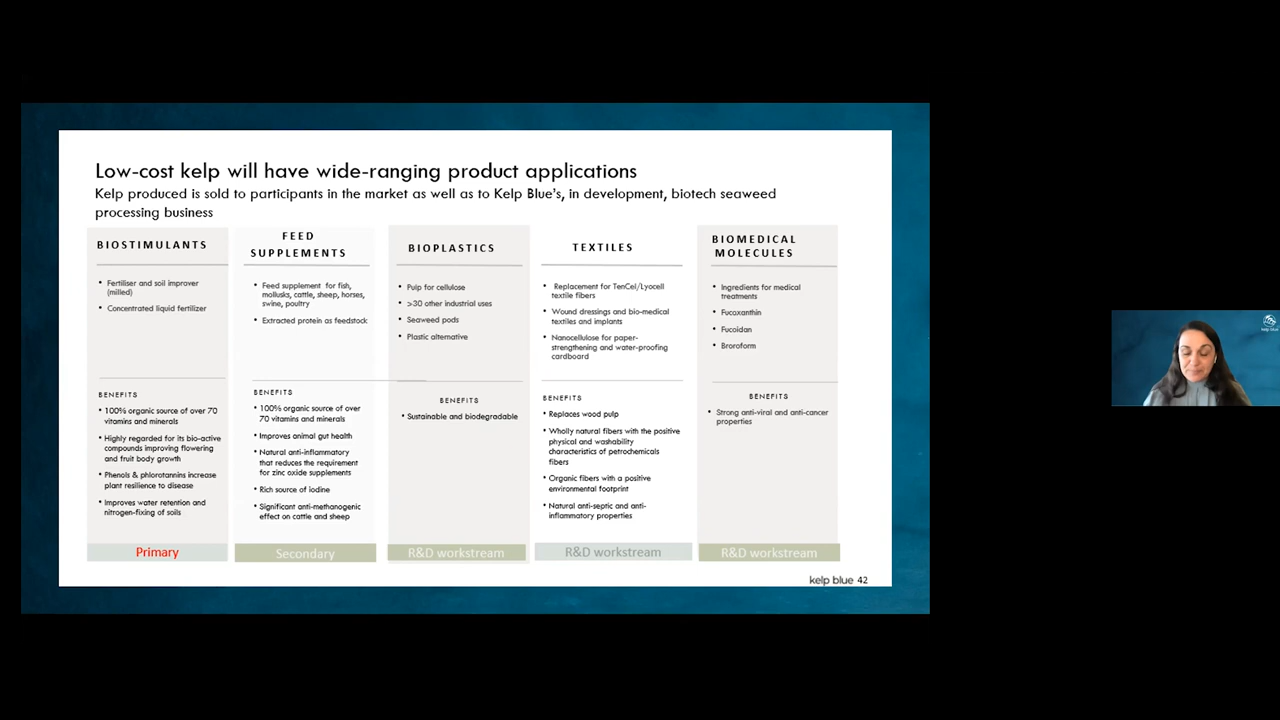 Low-cost kelp will have wide-ranging product applications
Kelp produced is sold to participants in the market as well as to Kelp Blue's, in development, biotech seaweed
processing business
BIOSTIMULANTS
• Fertiliser and soil improver
(milled)
• Concentrated liquid fertilizer
BENEFITS
• 100% organic source of over 70
vitamins and minerals
• Highly regarded for its bio-active
compounds improving flowering
and fruit body growth
• Phenols & phlorotannins increase
plant resilience to disease
• Improves water retention and
nitrogen-fixing of soils
Primary
FEED
SUPPLEMENTS
• Feed supplement for fish,
mollusks, cattle, sheep, horses,
swine, poultry
• Extracted protein as feedstock
BENEFITS
• 100% organic source of over
70 vitamins and minerals
• Improves animal gut health
• Natural anti-inflammatory
that reduces the requirement
for zinc oxide supplements
• Rich source of iodine
• Significant anti-methanogenic
effect on cattle and sheep
Secondary
BIOPLASTICS
• Pulp for cellulose
• >30 other industrial uses
• Seaweed pods
• Plastic alternative
BENEFITS
• Sustainable and biodegradable
R&D workstream
TEXTILES
• Replacement for TenCel/Lyocell
textile fibers
• Wound dressings and bio-medical
textiles and implants
• Nanocellulose for paper-
strengthening and water-proofing
cardboard
BENEFITS
• Replaces wood pulp
• Wholly natural fibers with the positive
physical and washability
characteristics of petrochemicals
fibers
• Organic fibers with a positive
environmental footprint
• Natural anti-septic and anti-
inflammatory properties
R&D workstream
BIOMEDICAL
MOLECULES
• Ingredients for medical
treatments
• Fucoxanthin
• Fucoidan
• Broroform
BENEFITS
• Strong anti-viral and anti-cancer
properties
R&D workstream
kelp blue 42
kelp blue